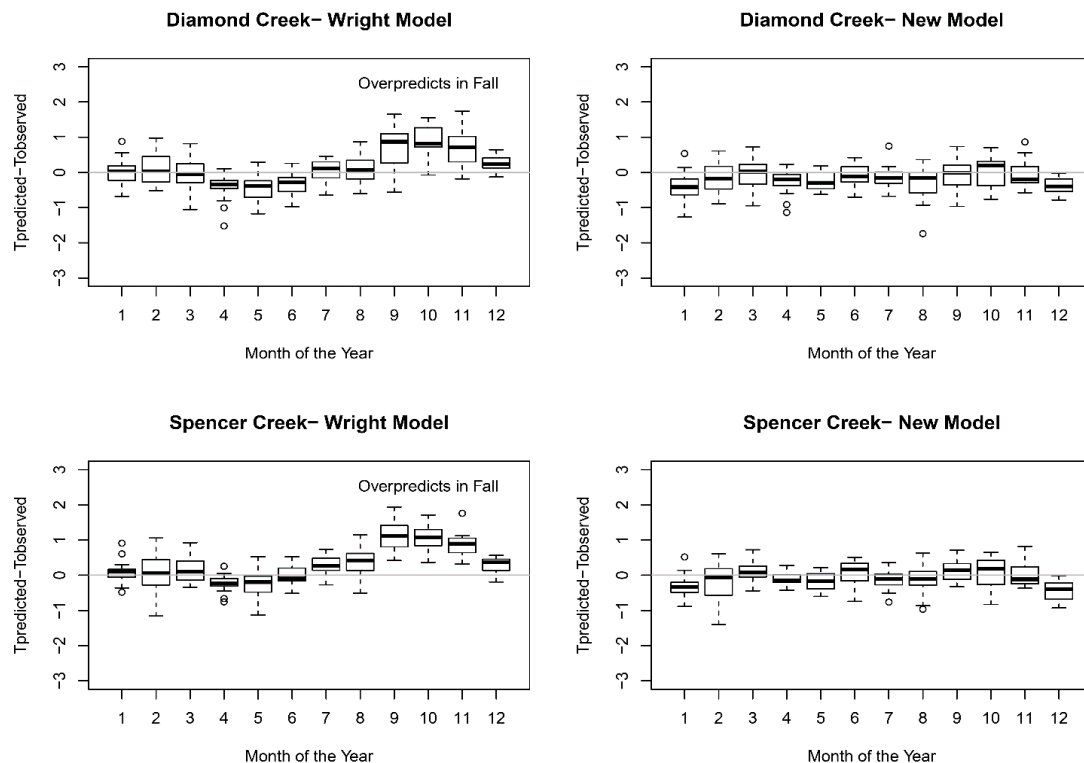 Diamond Creek− Wright Model
Overpredicts in Fall
Tpredicted−Tobserved
3
2
1
0
-1
-2
-3
1 2 3 4 5 6 7 8 9 10 11 12
Month of the Year
Diamond Creek− New Model
Tpredicted−Tobserved
3
2
1
0
-1
-2
-3
1 2 3 4 5 6 7 8 9 10 11 12
Month of the Year
Spencer Creek− Wright Model
Overpredicts in Fall
Tpredicted−Tobserved
3
2
1
0
-1
-2
-3
1 2 3 4 5 6 7 8 9 10 11 12
Month of the Year
Spencer Creek− New Model
Tpredicted−Tobserved
3
2
1
0
-1
-2
-3
1 2 3 4 5 6 7 8 9 10 11 12
Month of the Year